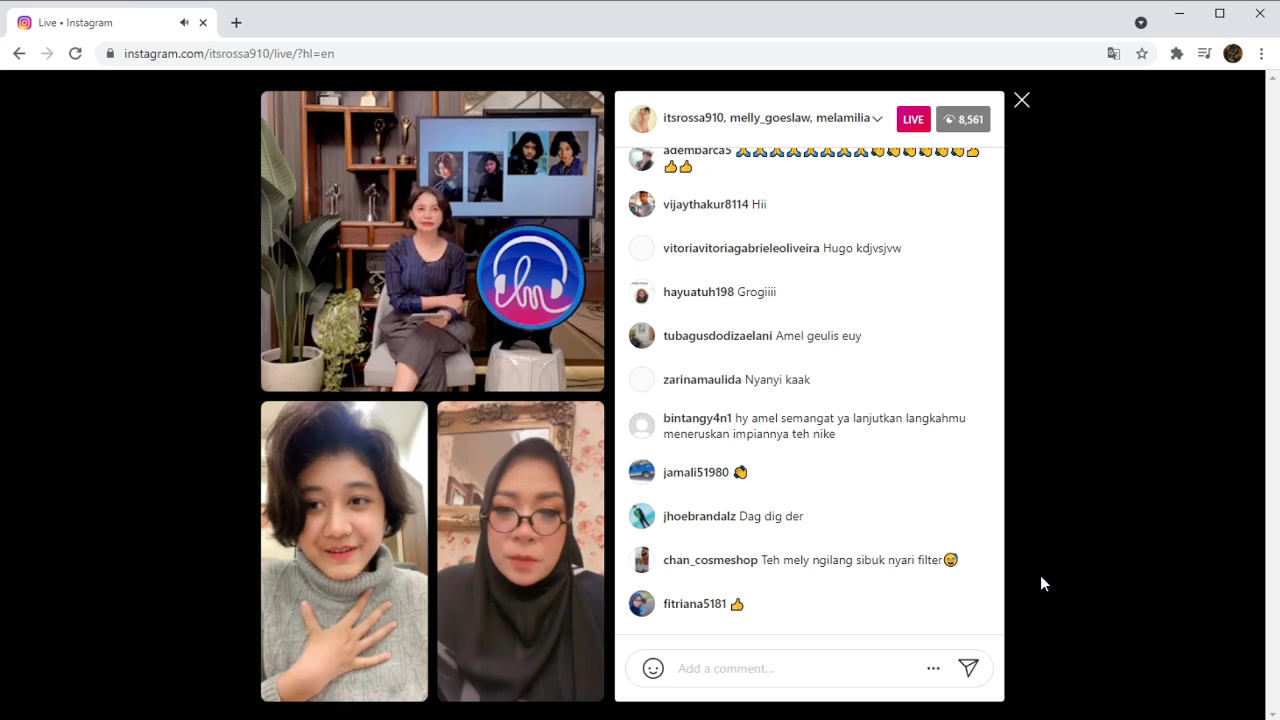 Live • Instagram
instagram.com/itsrossa910/live/?hl=en
itsrossa910, melly_goeslaw, melamilia
LIVE
8,561
adembarca5 🙏🙏🙏🙏🙏🙏🙏🙏👏👏👏👏👏👏👍
👍👍
vijaythakur8114 Hii
vitoriavitoriagabrieleoliveira Hugo kdjvsjvw
hayuatuh198 Grogiiii
tubagusdodizaelani Amel geulis euy
zarinamaulida Nyanyi kaak
bintangy4n1 hy amel semangat ya lanjutkan langkahmu
meneruskan impiannya teh nike
jamali51980 👏
jhoebrandalz Dag dig der
chan_cosmeshop Teh mely ngilang sibuk nyari filter😅
fitriana5181 👍
Add a comment...